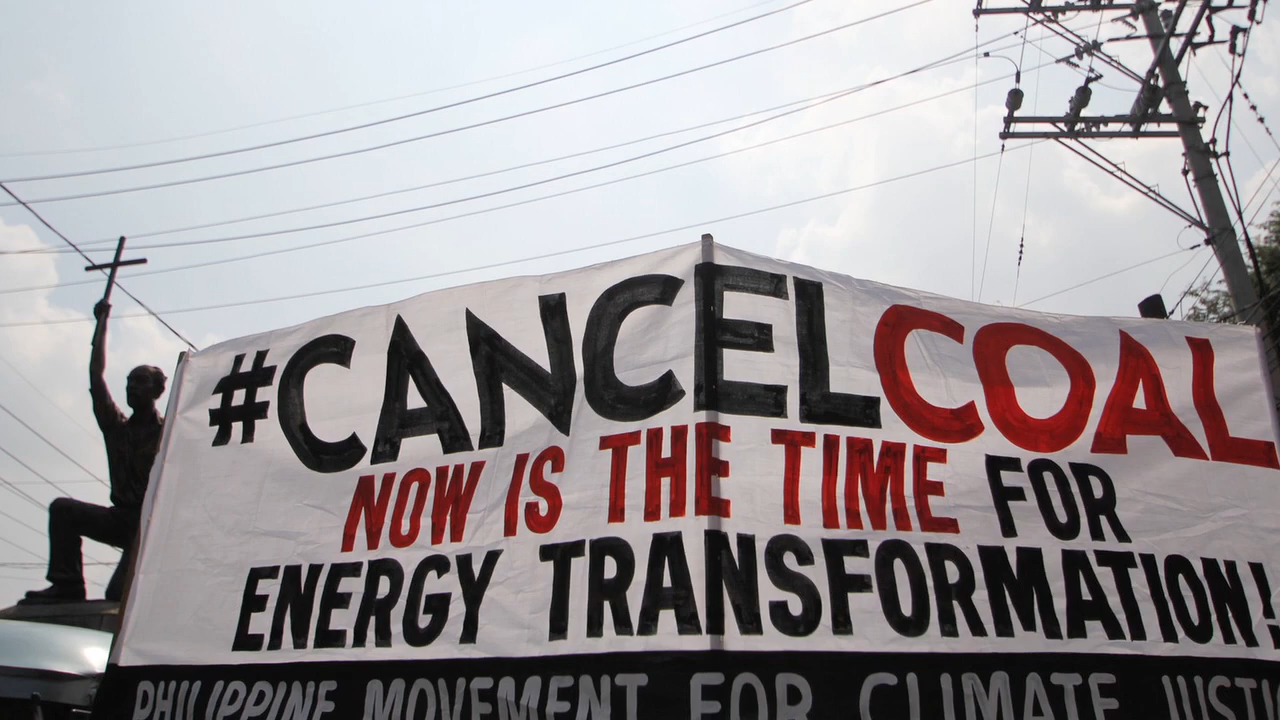 #CANCELCOAL
NOW IS THE TIME FOR
ENERGY TRANSFORMATION!
PHILIPPINE MOVEMENT FOR CLIMATE